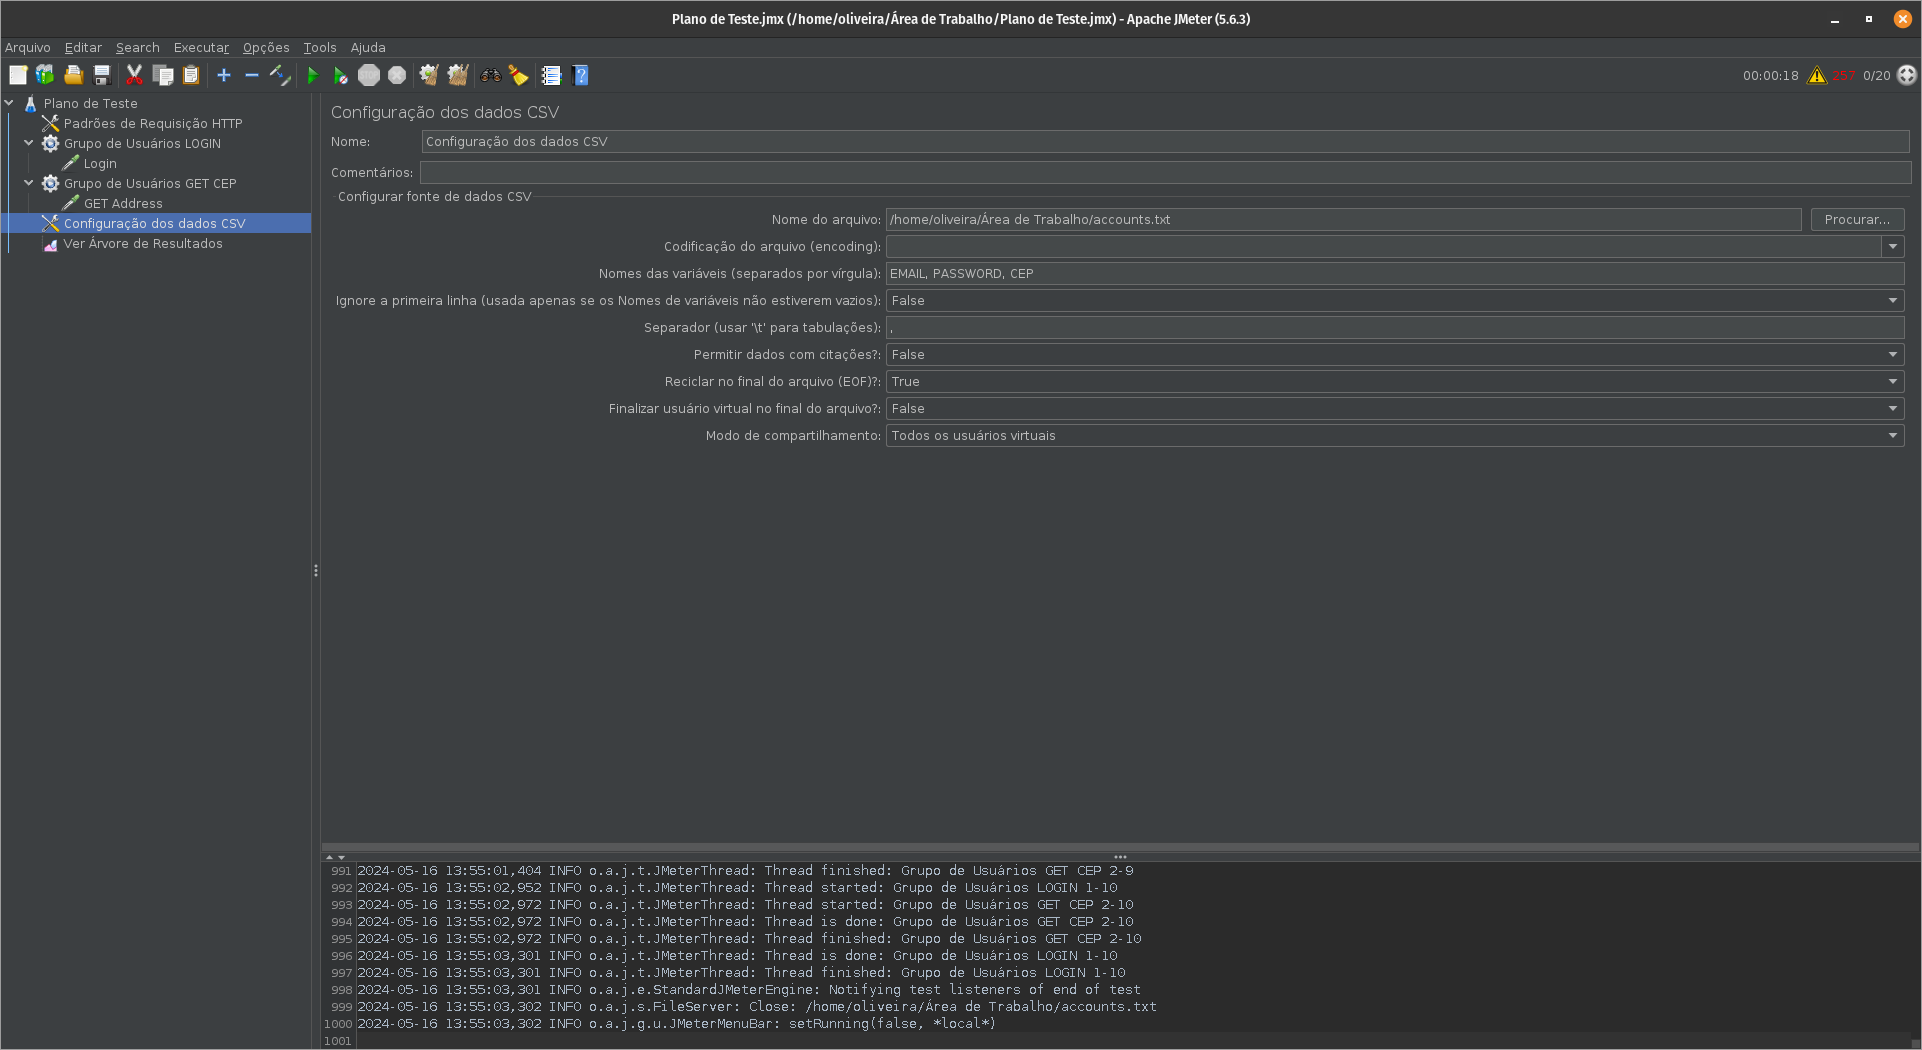 Plano de Teste.jmx (/home/oliveira/Área de Trabalho/Plano de Teste.jmx) - Apache JMeter (5.6.3)
Arquivo Editar Search Executar Opções Tools Ajuda
STOP
00:00:18 257 0/20
Plano de Teste
Padrões de Requisição HTTP
Grupo de Usuários LOGIN
Login
Grupo de Usuários GET CEP
GET Address
Configuração dos dados CSV
Ver Árvore de Resultados
Configuração dos dados CSV
Nome: Configuração dos dados CSV
Comentários:
Configurar fonte de dados CSV
Nome do arquivo: /home/oliveira/Área de Trabalho/accounts.txt Procurar...
Codificação do arquivo (encoding):
Nomes das variáveis (separados por vírgula): EMAIL, PASSWORD, CEP
Ignore a primeira linha (usada apenas se os Nomes de variáveis não estiverem vazios): False
Separador (usar '\t' para tabulações): ,
Permitir dados com citações?: False
Reciclar no final do arquivo (EOF)?: True
Finalizar usuário virtual no final do arquivo?: False
Modo de compartilhamento: Todos os usuários virtuais
991 2024-05-16 13:55:01,404 INFO o.a.j.t.JMeterThread: Thread finished: Grupo de Usuários GET CEP 2-9
992 2024-05-16 13:55:02,952 INFO o.a.j.t.JMeterThread: Thread started: Grupo de Usuários LOGIN 1-10
993 2024-05-16 13:55:02,972 INFO o.a.j.t.JMeterThread: Thread started: Grupo de Usuários GET CEP 2-10
994 2024-05-16 13:55:02,972 INFO o.a.j.t.JMeterThread: Thread is done: Grupo de Usuários GET CEP 2-10
995 2024-05-16 13:55:02,972 INFO o.a.j.t.JMeterThread: Thread finished: Grupo de Usuários GET CEP 2-10
996 2024-05-16 13:55:03,301 INFO o.a.j.t.JMeterThread: Thread is done: Grupo de Usuários LOGIN 1-10
997 2024-05-16 13:55:03,301 INFO o.a.j.t.JMeterThread: Thread finished: Grupo de Usuários LOGIN 1-10
998 2024-05-16 13:55:03,301 INFO o.a.j.e.StandardJMeterEngine: Notifying test listeners of end of test
999 2024-05-16 13:55:03,302 INFO o.a.j.s.FileServer: Close: /home/oliveira/Área de Trabalho/accounts.txt
1000 2024-05-16 13:55:03,302 INFO o.a.j.g.u.JMeterMenuBar: setRunning(false, *local*)
1001